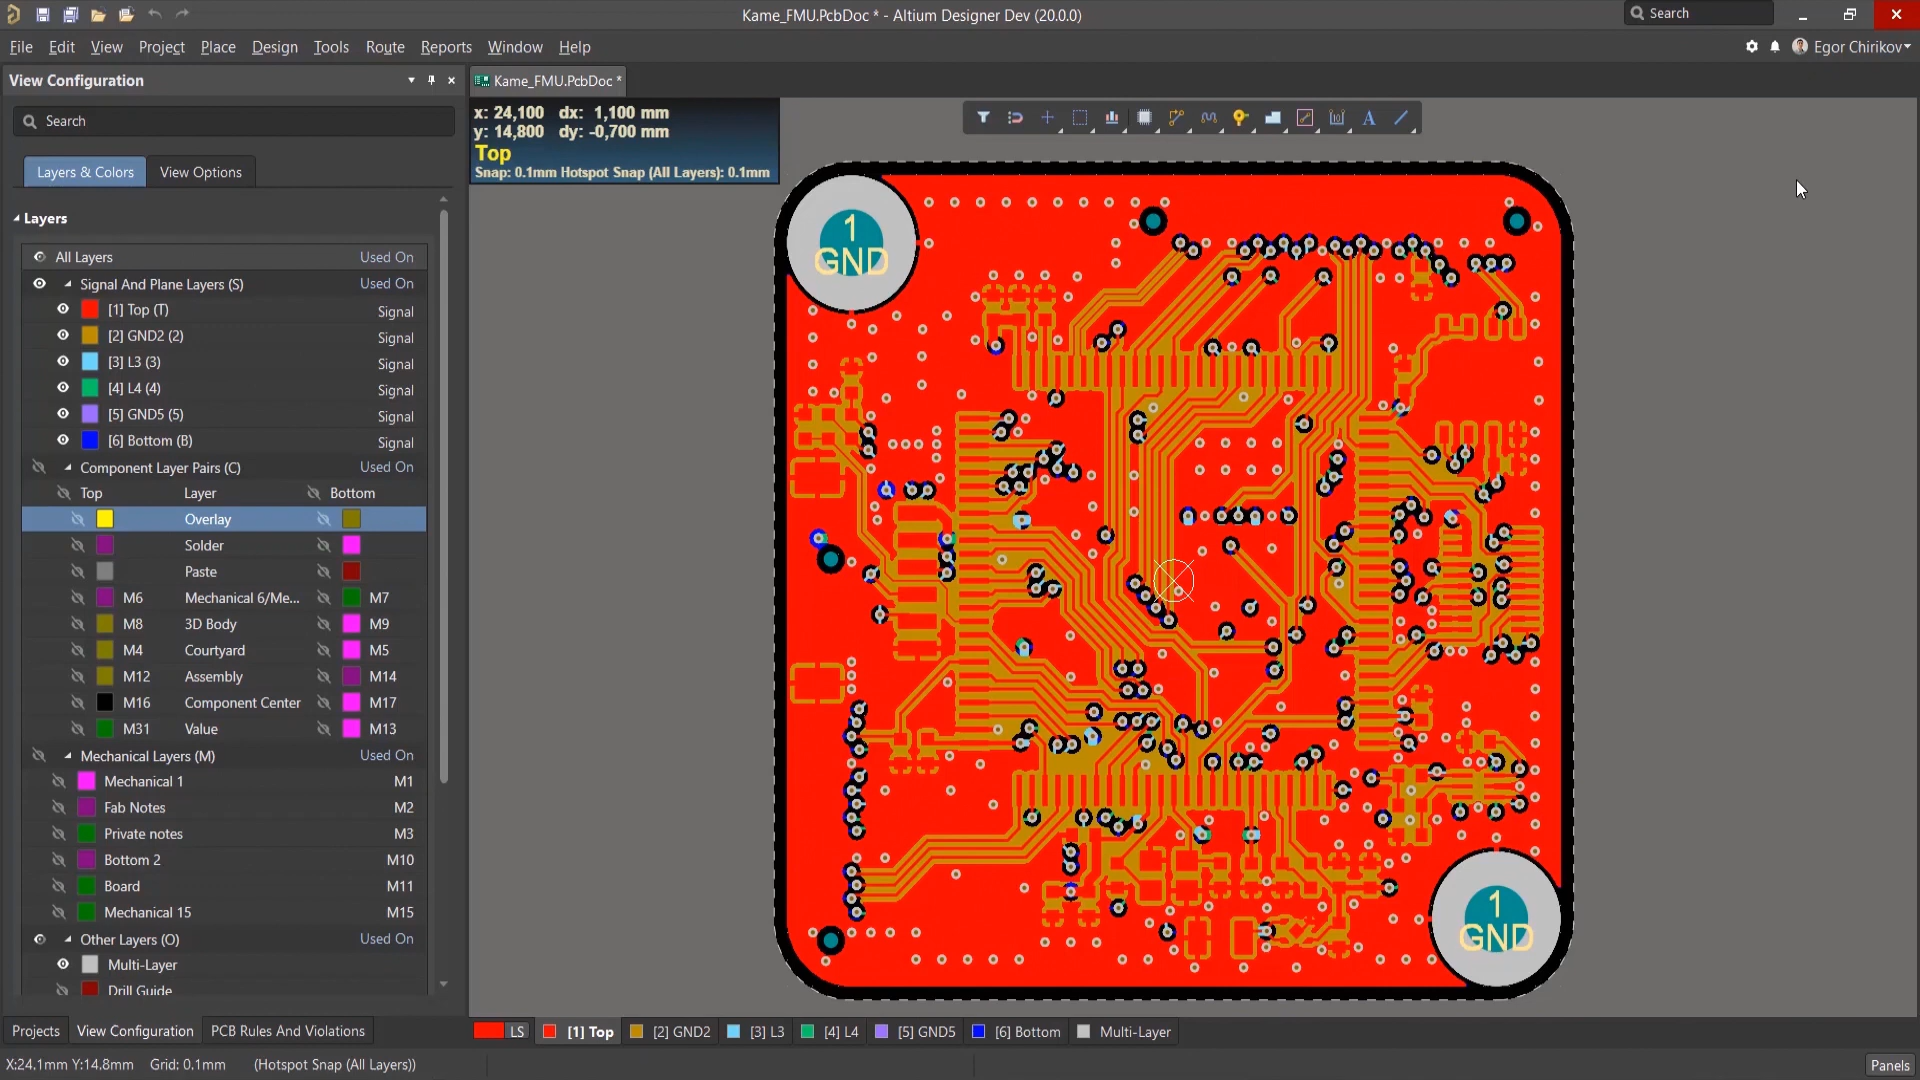 Kame_FMU.PcbDoc * - Altium Designer Dev (20.0.0)
Search
File Edit View Project Place Design Tools Route Reports Window Help
Egor Chirikov
View Configuration
Kame_FMU.PcbDoc *
Search
x: 24,100 dx: 1,100 mm
y: 14,800 dy: -0,700 mm
Top
Snap: 0.1mm Hotspot Snap (All Layers): 0.1mm
Layers & Colors View Options
Layers
All Layers Used On
Signal And Plane Layers (S) Used On
[1] Top (T) Signal
[2] GND2 (2) Signal
[3] L3 (3) Signal
[4] L4 (4) Signal
[5] GND5 (5) Signal
[6] Bottom (B) Signal
Component Layer Pairs (C) Used On
Top Layer Bottom
Overlay
Solder
Paste
M6 Mechanical 6/Me... M7
M8 3D Body M9
M4 Courtyard M5
M12 Assembly M14
M16 Component Center M17
M31 Value M13
Mechanical Layers (M) Used On
Mechanical 1 M1
Fab Notes M2
Private notes M3
Bottom 2 M10
Board M11
Mechanical 15 M15
Other Layers (O) Used On
Multi-Layer
Drill Guide
1
GND
1
GND
Projects View Configuration PCB Rules And Violations
LS [1] Top [2] GND2 [3] L3 [4] L4 [5] GND5 [6] Bottom Multi-Layer
X:24.1mm Y:14.8mm Grid: 0.1mm (Hotspot Snap (All Layers))
Panels